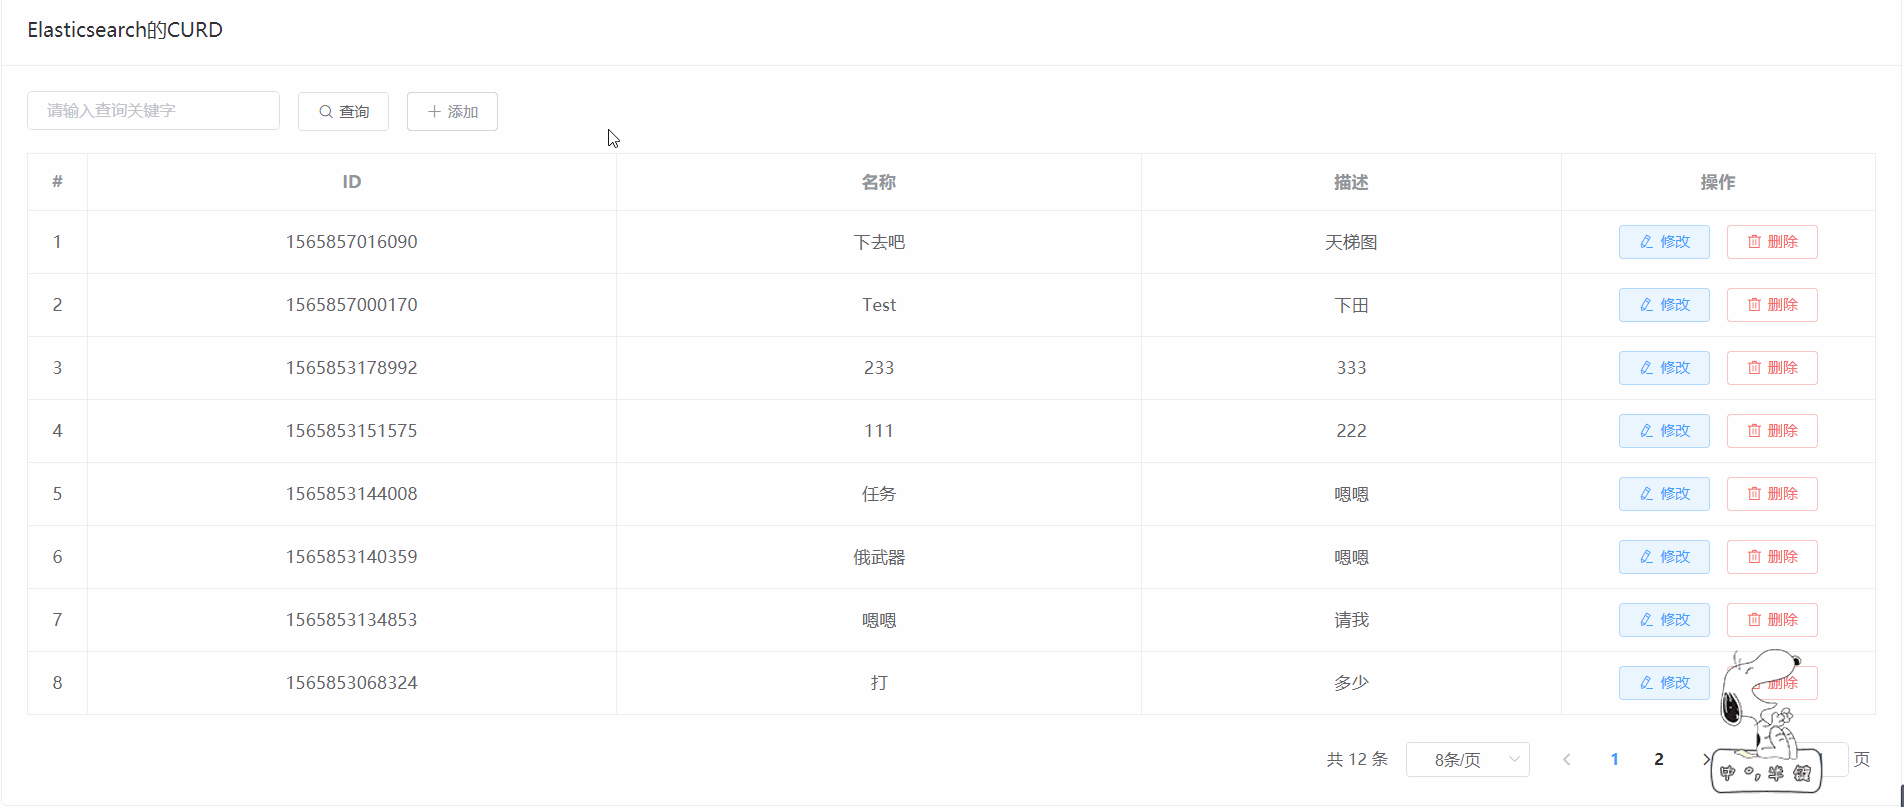 Elasticsearch的CURD
请输入查询关键字 查询 添加
# ID 名称 描述 操作
1 1565857016090 下去吧 天梯图 修改 删除
2 1565857000170 Test 下田 修改 删除
3 1565853178992 233 333 修改 删除
4 1565853151575 111 222 修改 删除
5 1565853144008 任务 嗯嗯 修改 删除
6 1565853140359 俄武器 嗯嗯 修改 删除
7 1565853134853 嗯嗯 请我 修改 删除
8 1565853068324 打 多少 修改 删除
共 12 条 8条/页 1 2 页
中 °, 半